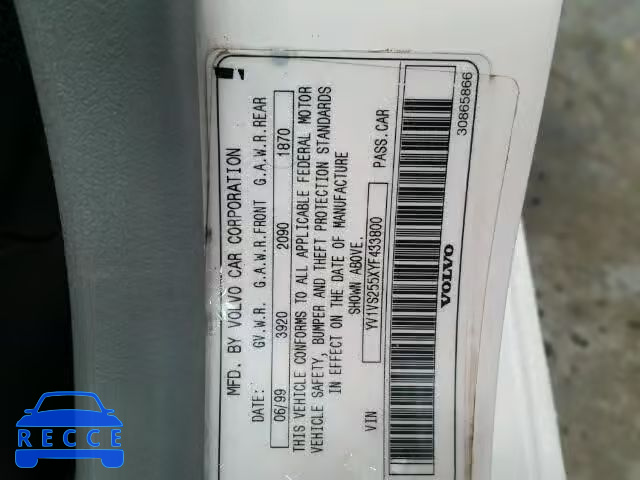 MFD. BY VOLVO CAR CORPORATION
DATE: GV.W.R. G.A.W.R.FRONT G.A.W.R.REAR
06/99 3920 2090 1870
THIS VEHICLE CONFORMS TO ALL APPLICABLE FEDERAL MOTOR
VEHICLE SAFETY, BUMPER AND THEFT PROTECTION STANDARDS
IN EFFECT ON THE DATE OF MANUFACTURE
SHOWN ABOVE.
VIN YV1VS255XYF433800 PASS.CAR
VOLVO
30865866
RECCE